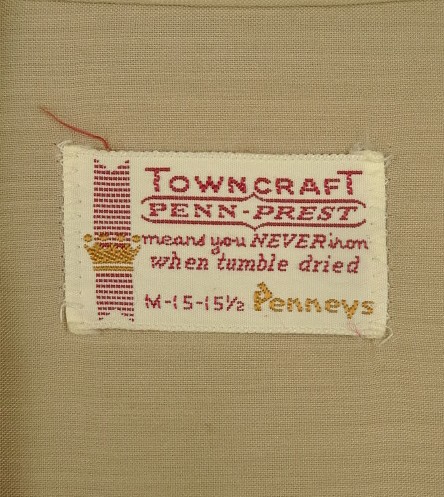 TOWNCRAFT
PENN-PREST
means you NEVER iron
when tumble dried
M-15-15½ Penneys